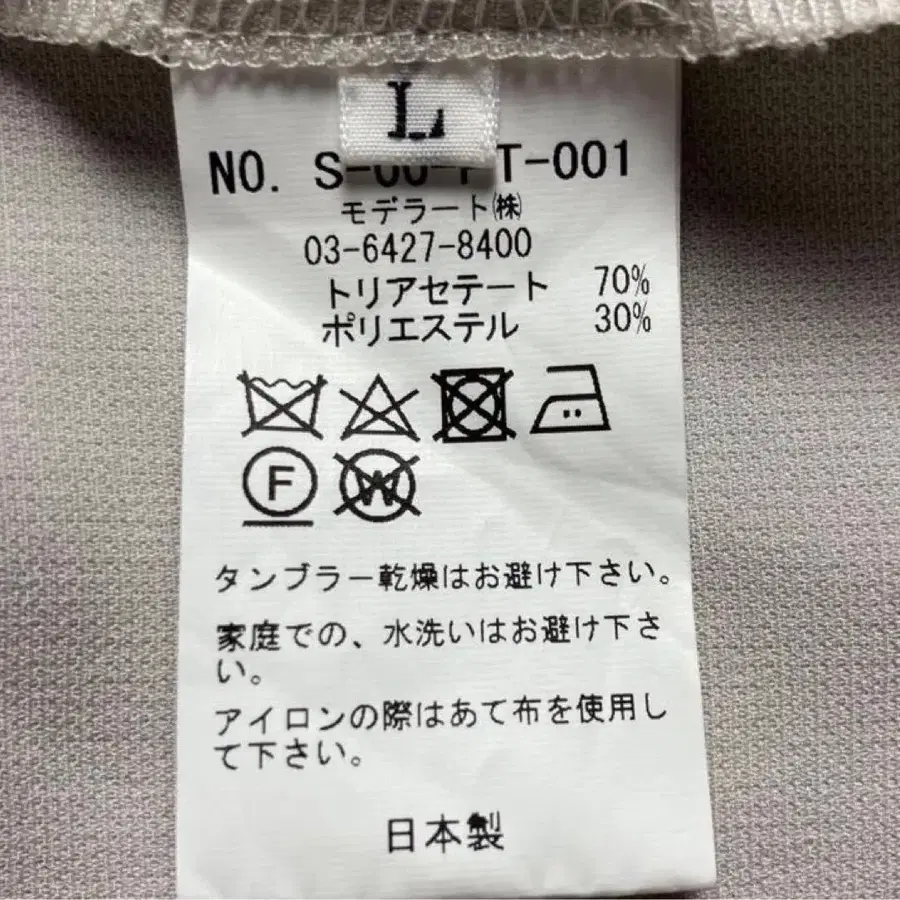 L
NO. S-
T-001
モデラート㈱
03-6427-8400
トリアセテート 70%
ポリエステル 30%
F
W
タンブラー乾燥はお避け下さい。
家庭での、水洗いはお避け下さ
い。
アイロンの際はあて布を使用し
て下さい。
日本製